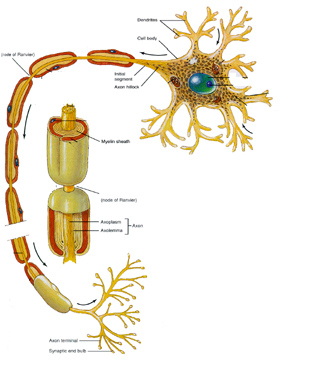 Dendrites
Cell body
(node of Ranvier)
Initial
segment
Axon hillock
Myelin sheath
(node of Ranvier)
Axoplasm
Axolemma
Axon
Axon terminal
Synaptic end bulb